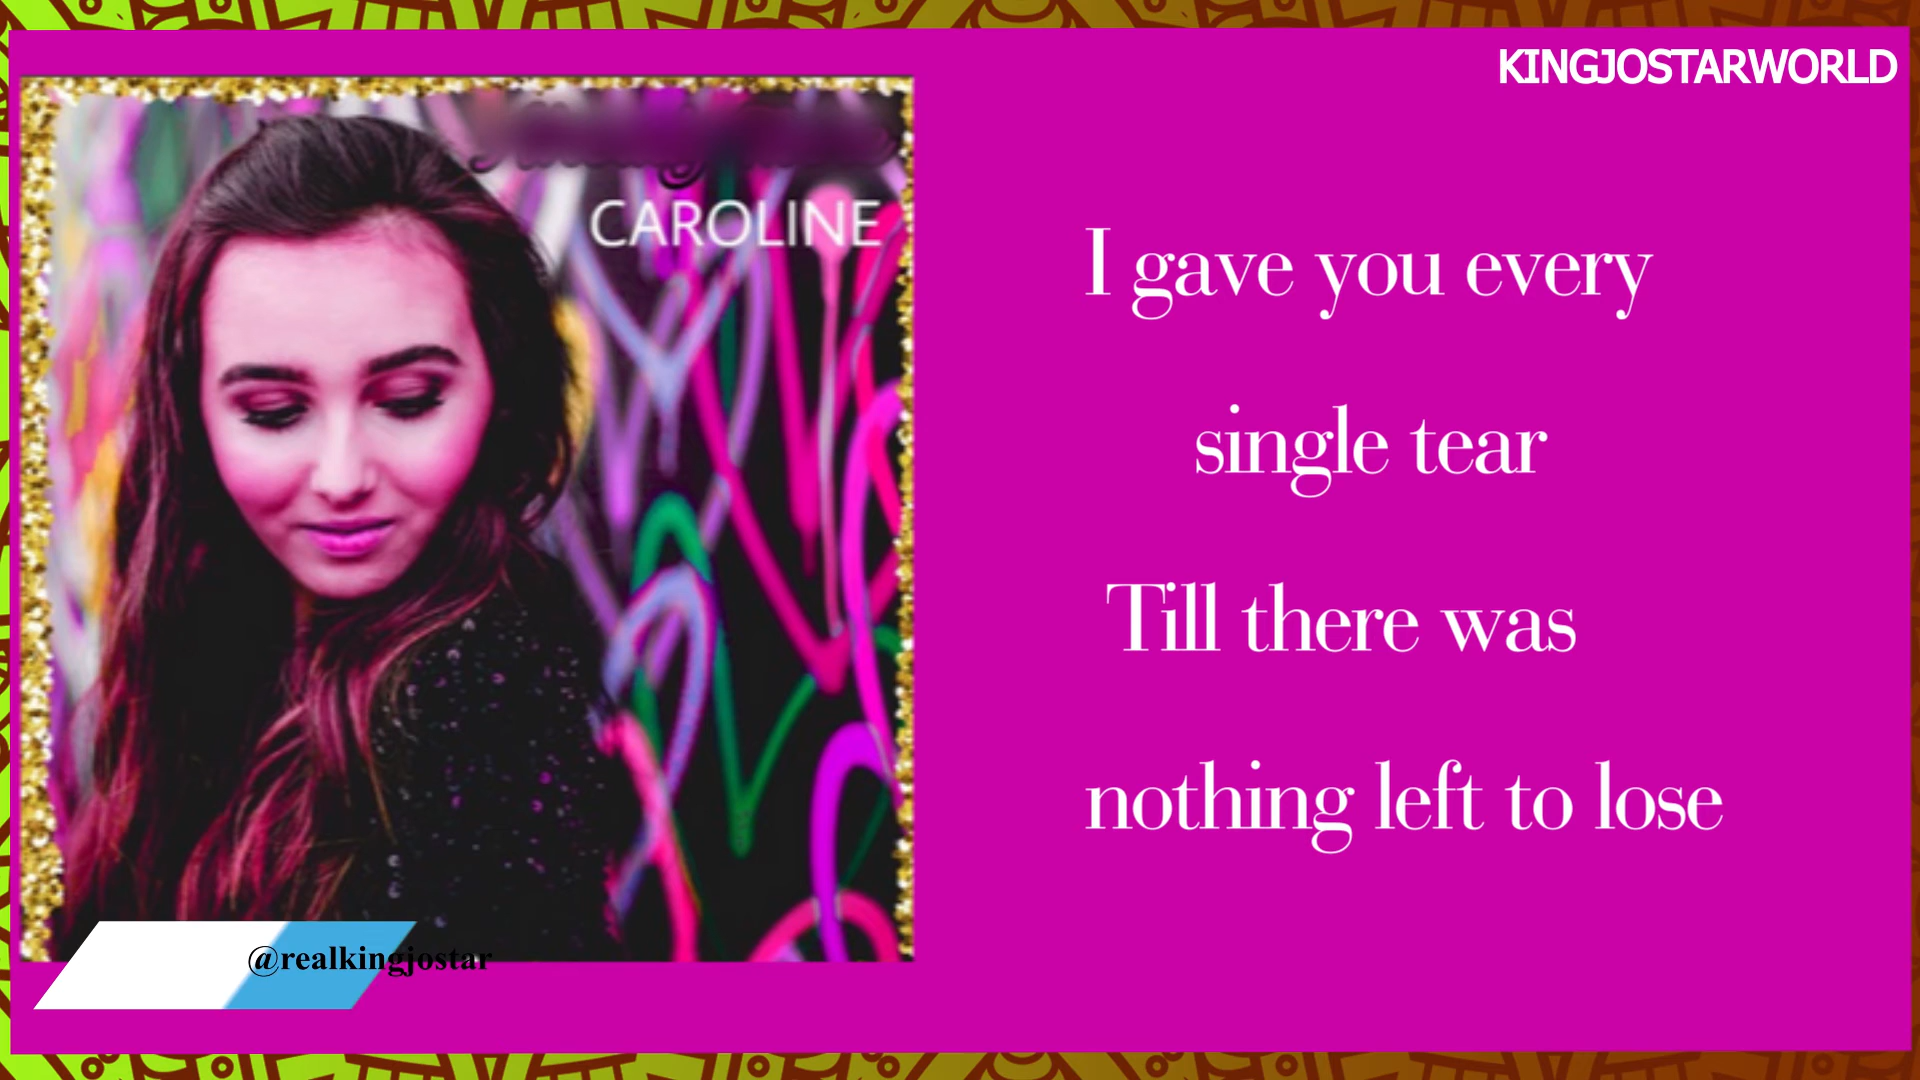 KINGJOSTARWORLD
CAROLINE
I gave you every
single tear
Till there was
nothing left to lose
@realkingjostar